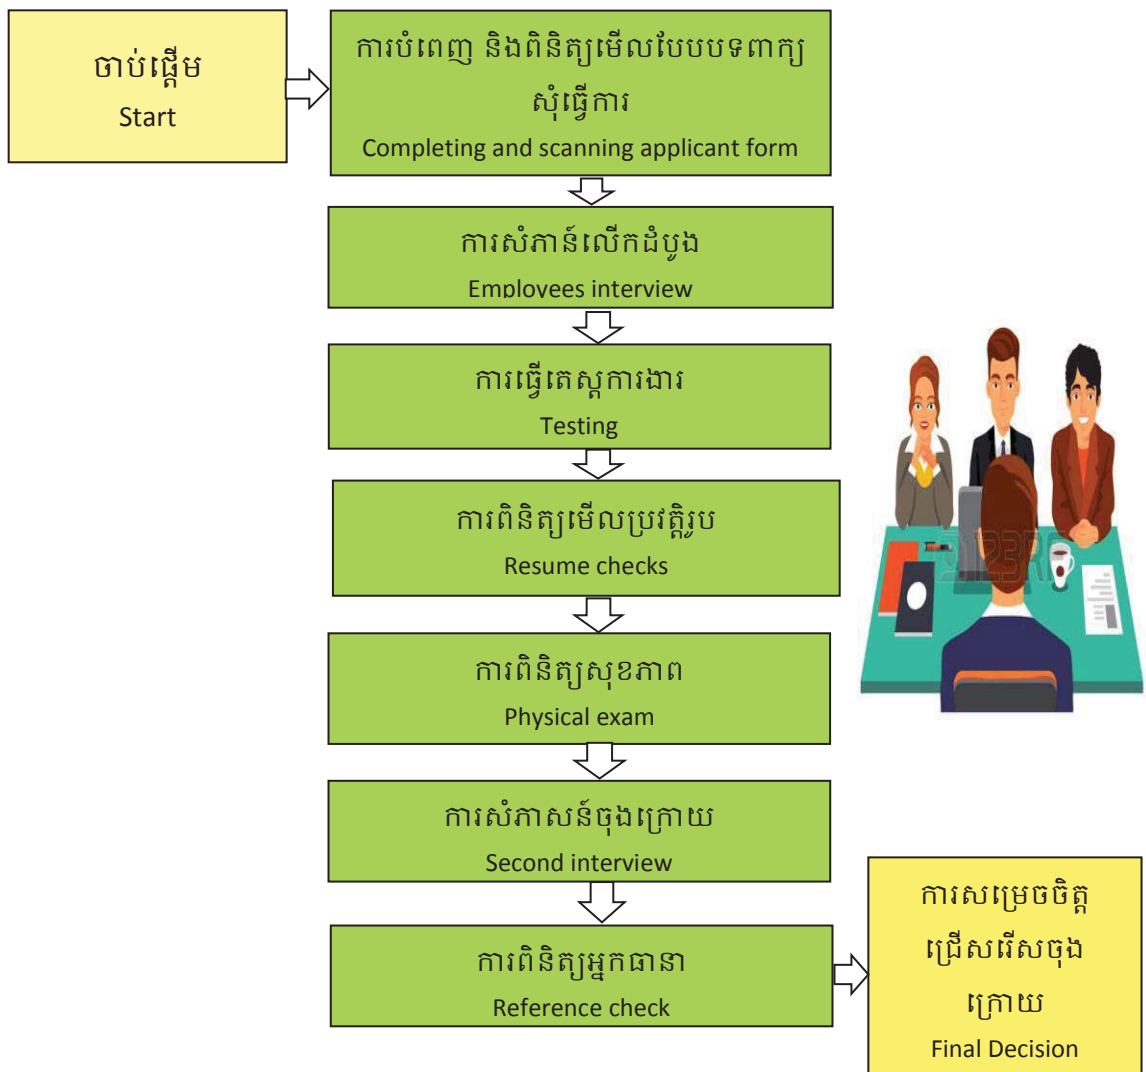 ចាប់ផ្តើម
Start
ការបំពេញ និងពិនិត្យមើលបែបបទពាក្យ
សុំធ្វើការ
Completing and scanning applicant form
ការសំភាន៍លើកដំបូង
Employees interview
ការធ្វើតេស្តការងារ
Testing
ការពិនិត្យមើលប្រវត្តិរូប
Resume checks
ការពិនិត្យសុខភាព
Physical exam
ការសំភាសន៍ចុងក្រោយ
Second interview
ការពិនិត្យអ្នកធានា
Reference check
ការសម្រេចចិត្ត
ជ្រើសរើសចុង
ក្រោយ
Final Decision